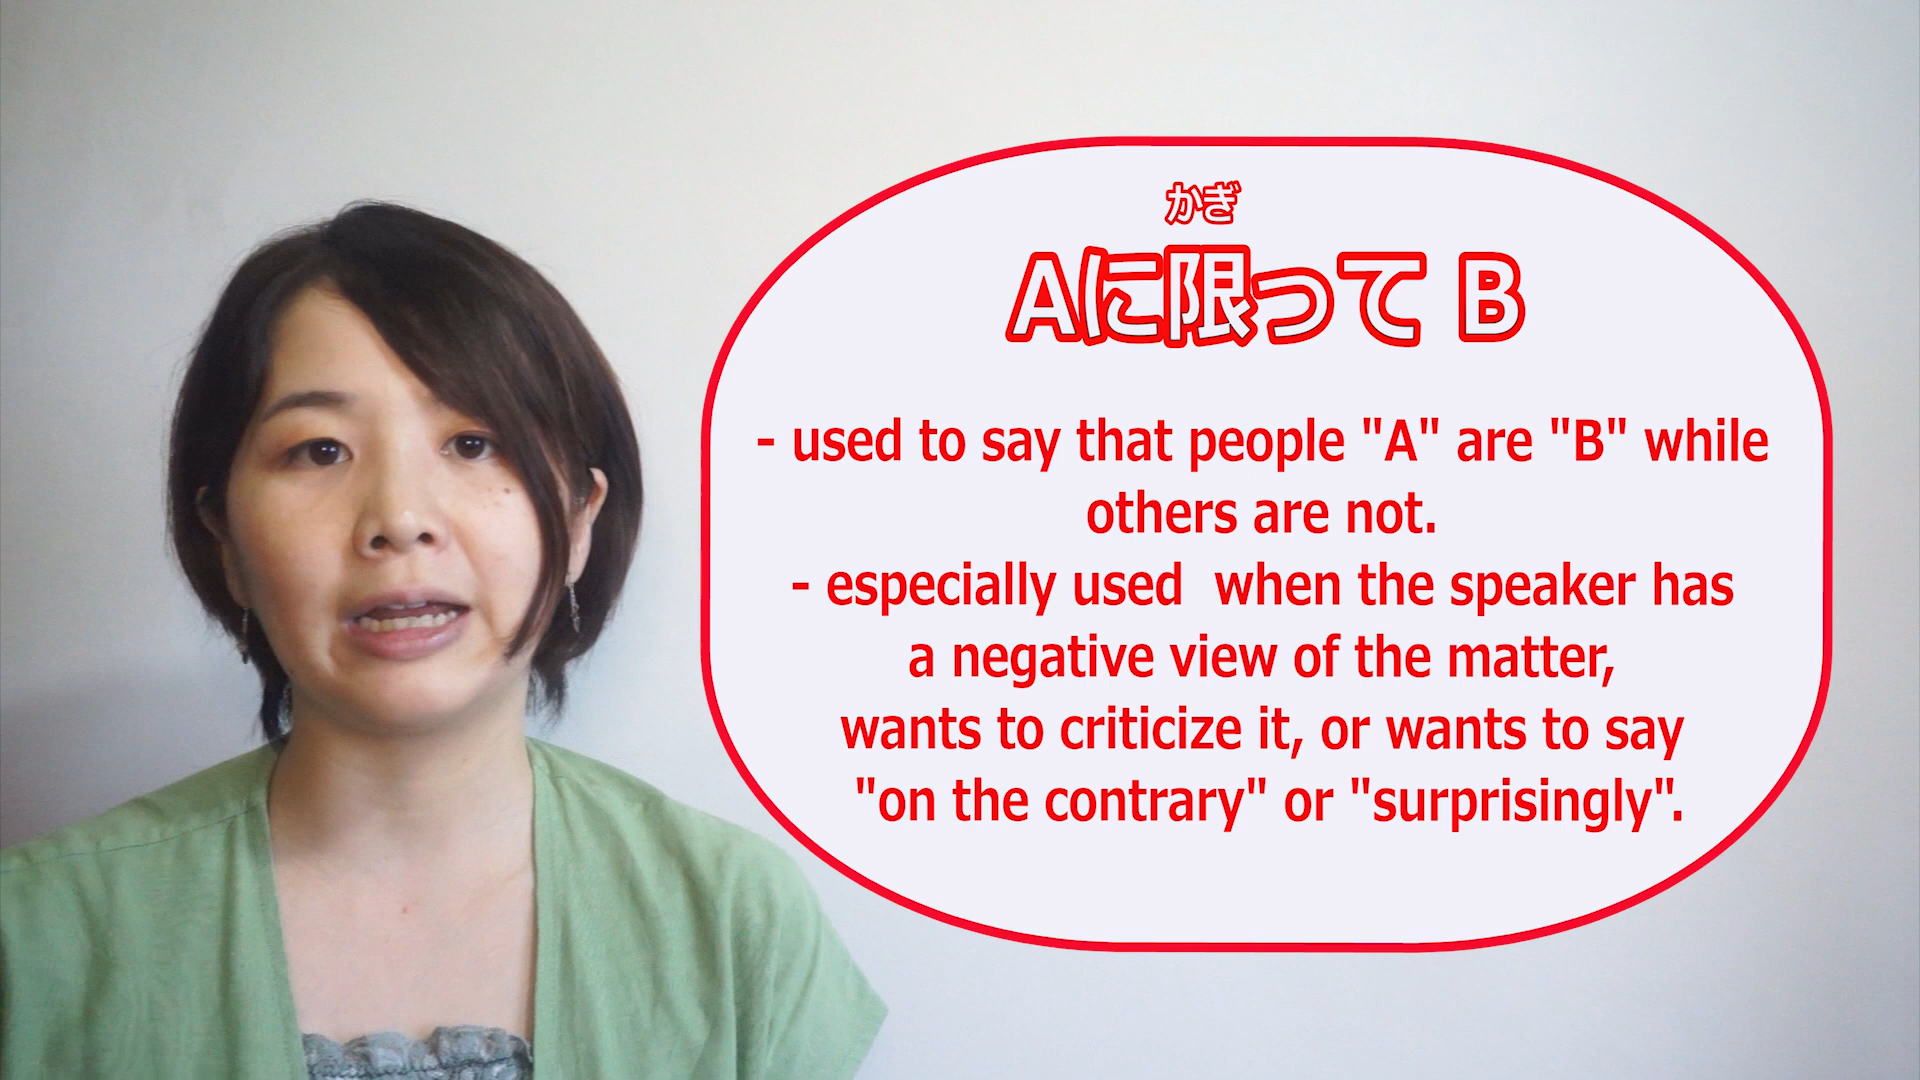 かぎ
Aに限って B
- used to say that people "A" are "B" while
others are not.
- especially used  when the speaker has
a negative view of the matter,
wants to criticize it, or wants to say
"on the contrary" or "surprisingly".